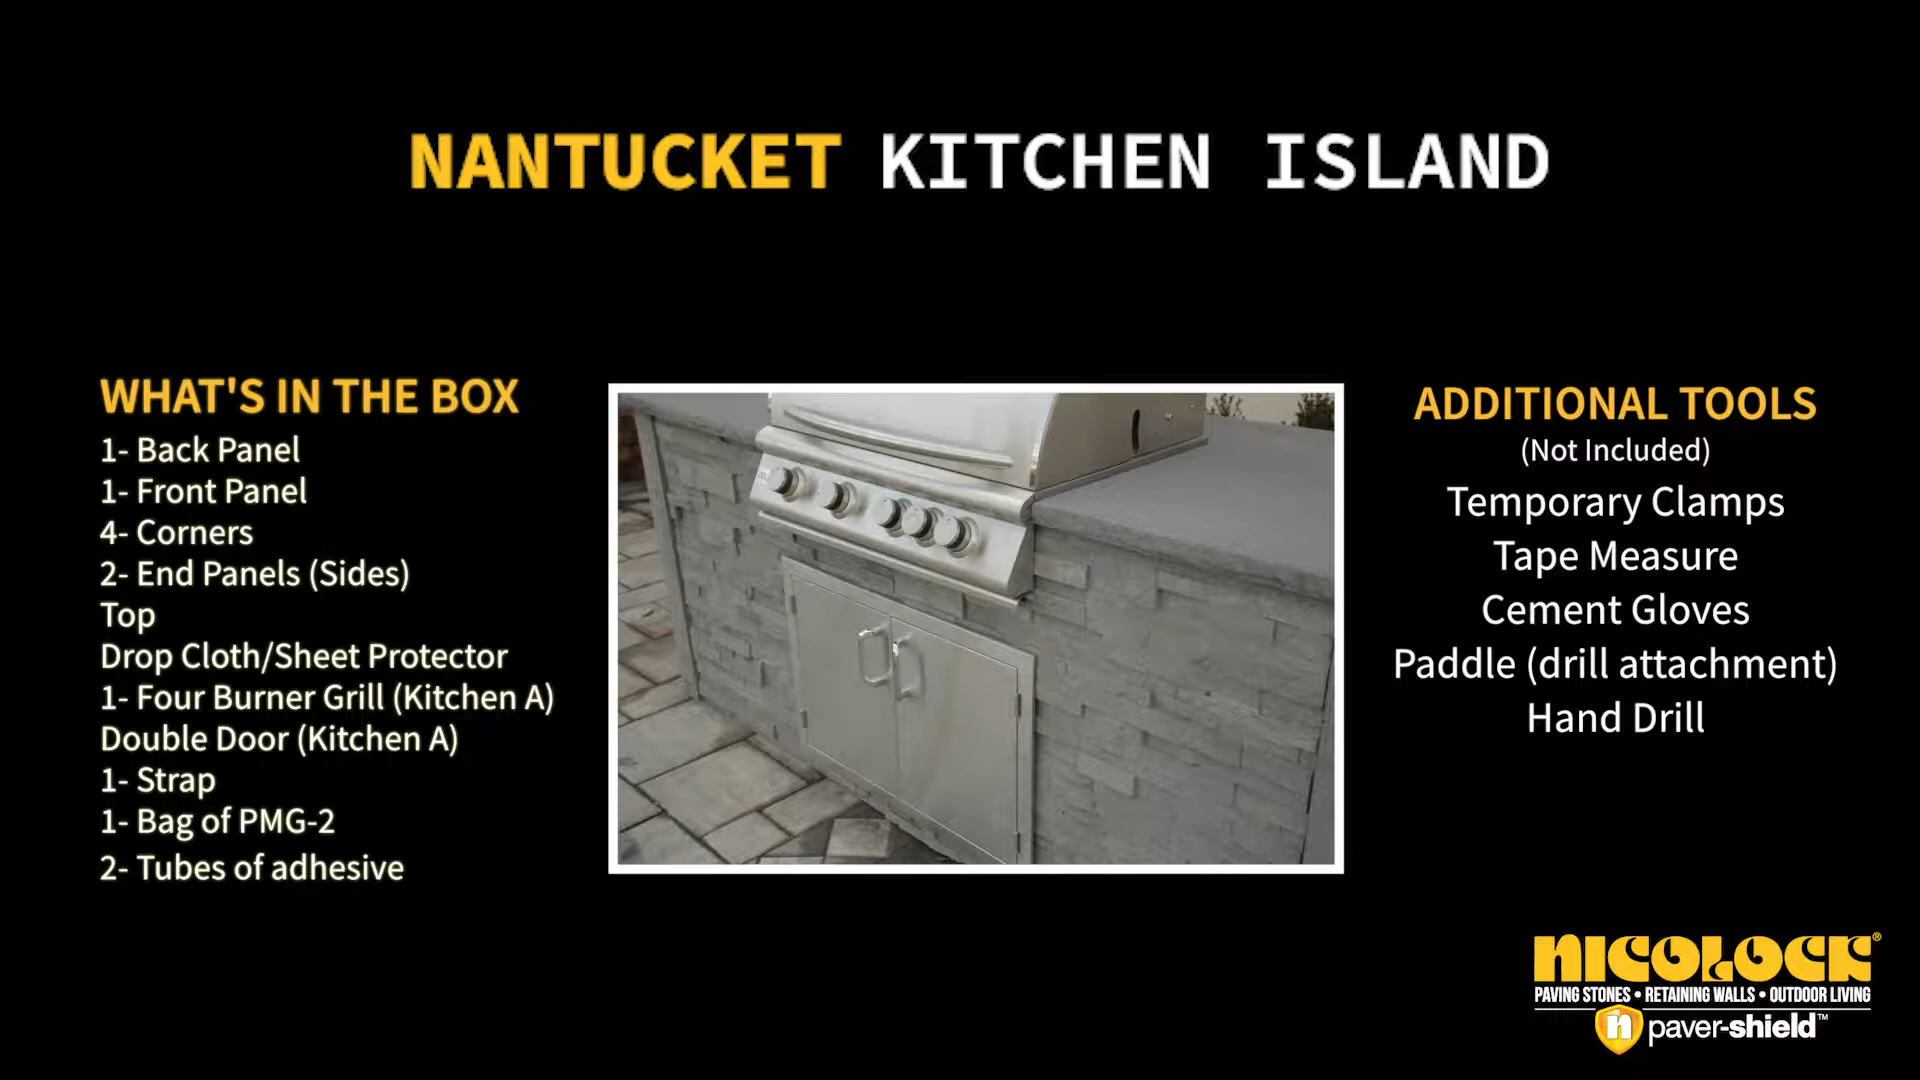 NANTUCKET KITCHEN ISLAND
WHAT'S IN THE BOX
1- Back Panel
1- Front Panel
4- Corners
2- End Panels (Sides)
Top
Drop Cloth/Sheet Protector
1- Four Burner Grill (Kitchen A)
Double Door (Kitchen A)
1- Strap
1- Bag of PMG-2
2- Tubes of adhesive
ADDITIONAL TOOLS
(Not Included)
Temporary Clamps
Tape Measure
Cement Gloves
Paddle (drill attachment)
Hand Drill
NICOLOCK®
PAVING STONES • RETAINING WALLS • OUTDOOR LIVING
n paver-shield™